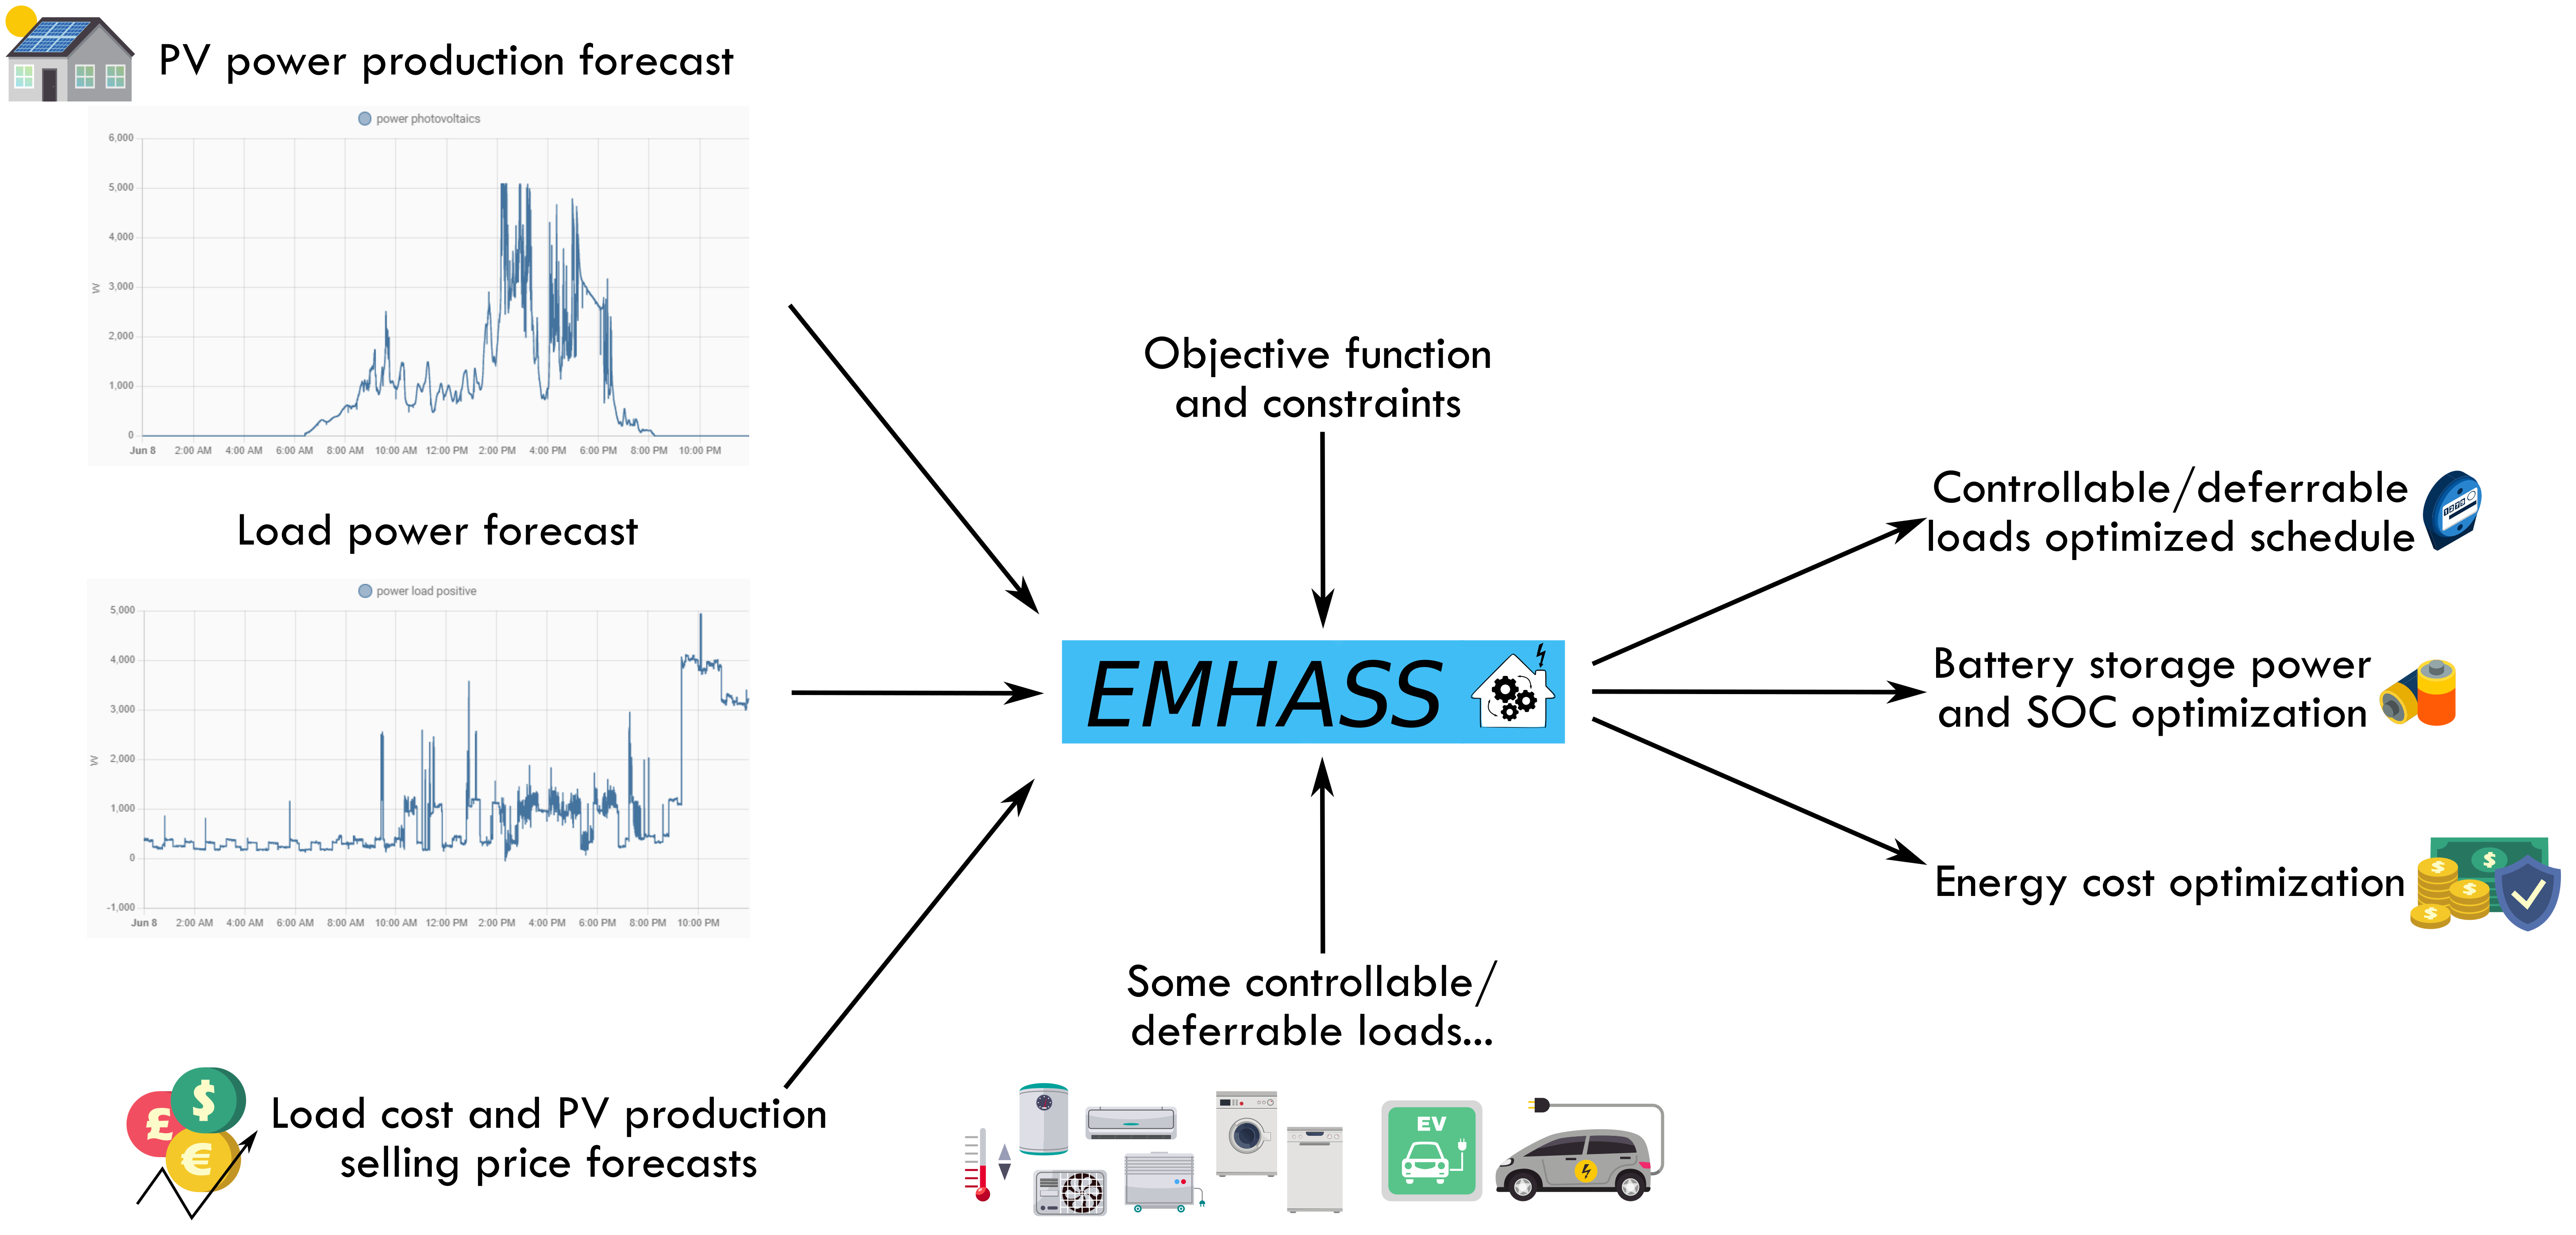 PV power production forecast
power photovoltaics
6,000
5,000
4,000
W
3,000
2,000
1,000
0
Jun 8 2:00 AM 4:00 AM 6:00 AM 8:00 AM 10:00 AM 12:00 PM 2:00 PM 4:00 PM 6:00 PM 8:00 PM 10:00 PM
Load power forecast
power load positive
5,000
4,000
3,000
W
2,000
1,000
0
-1,000
Jun 8 2:00 AM 4:00 AM 6:00 AM 8:00 AM 10:00 AM 12:00 PM 2:00 PM 4:00 PM 6:00 PM 8:00 PM 10:00 PM
£ $ €
Load cost and PV production
selling price forecasts
Objective function
and constraints
EMHASS
Some controllable/
deferrable loads...
EV
Controllable/deferrable
loads optimized schedule
Battery storage power
and SOC optimization
Energy cost optimization
$
$
$
$